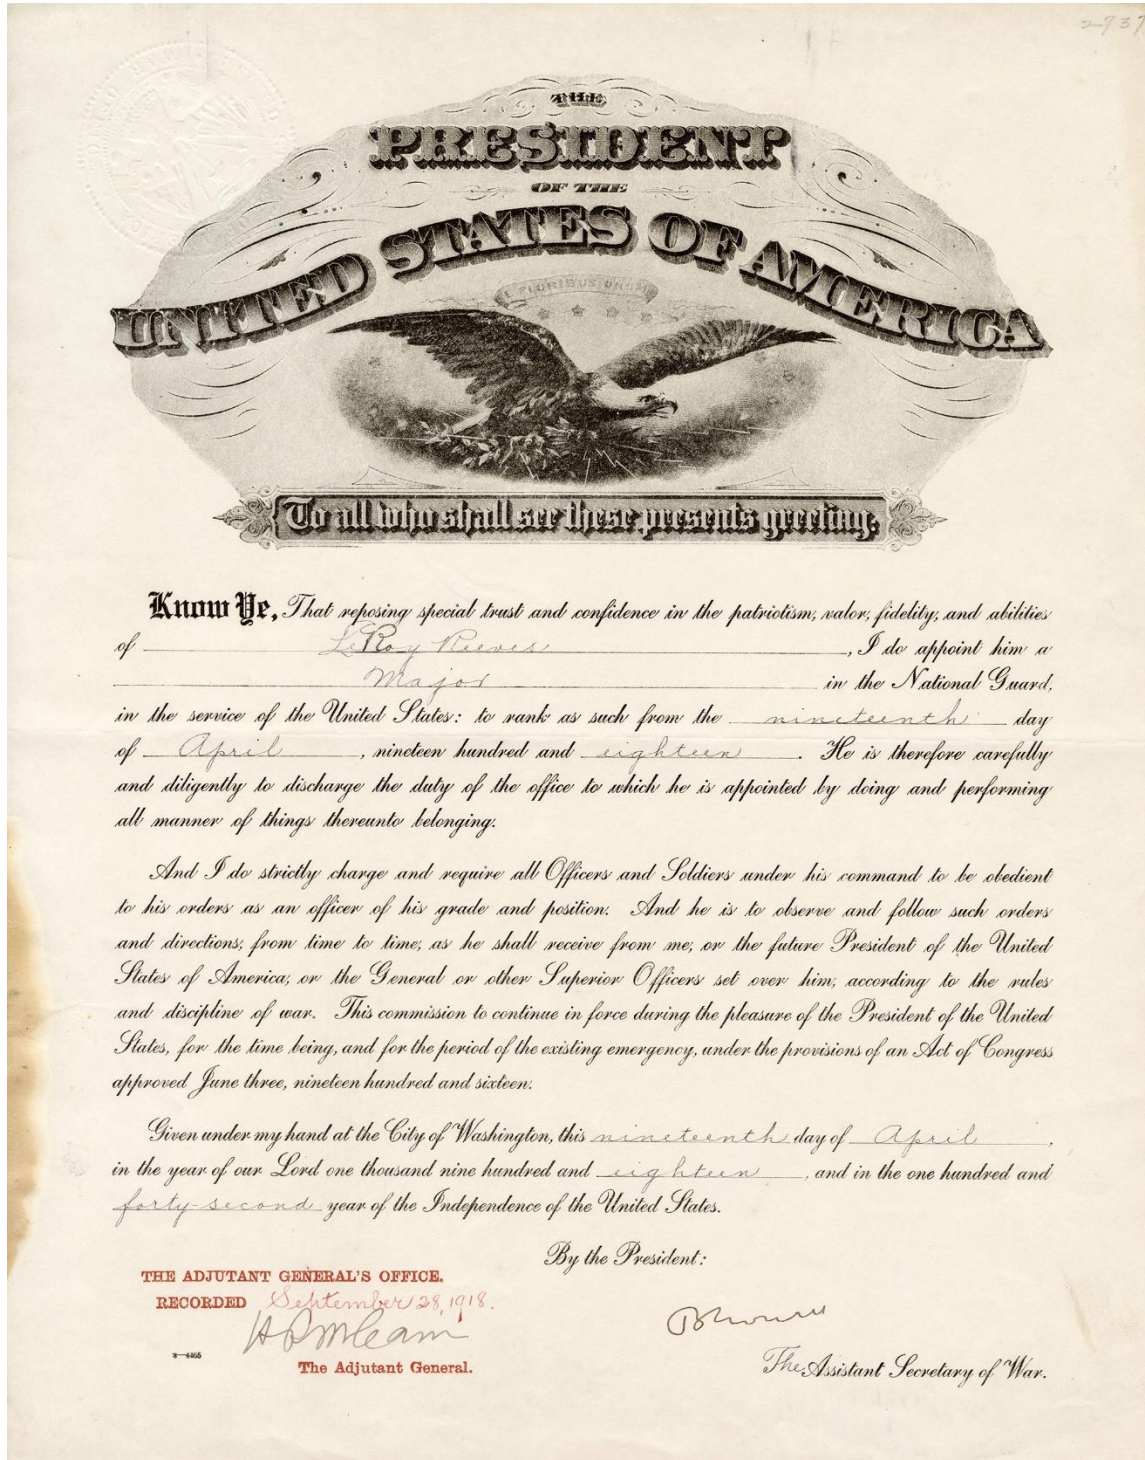 2937
THE
PRESIDENT
OF THE
UNITED STATES OF AMERICA
E PLURIBUS UNUM
To all who shall see these presents greeting:
Know Ye, That reposing special trust and confidence in the patriotism, valor, fidelity, and abilities
of LeRoy Reeves, I do appoint him a
Major in the National Guard,
in the service of the United States: to rank as such from the nineteenth day
of April, nineteen hundred and eighteen. He is therefore carefully
and diligently to discharge the duty of the office to which he is appointed by doing and performing
all manner of things thereunto belonging.
And I do strictly charge and require all Officers and Soldiers under his command to be obedient
to his orders as an officer of his grade and position. And he is to observe and follow such orders
and directions, from time to time, as he shall receive from me, or the future President of the United
States of America, or the General or other Superior Officers set over him, according to the rules
and discipline of war. This commission to continue in force during the pleasure of the President of the United
States, for the time being, and for the period of the existing emergency, under the provisions of an Act of Congress
approved June three, nineteen hundred and sixteen.
Given under my hand at the City of Washington, this nineteenth day of April,
in the year of our Lord one thousand nine hundred and eighteen, and in the one hundred and
forty-second year of the Independence of the United States.
By the President:
THE ADJUTANT GENERAL'S OFFICE.
RECORDED September 28, 1918.
The Adjutant General.
The Assistant Secretary of War.